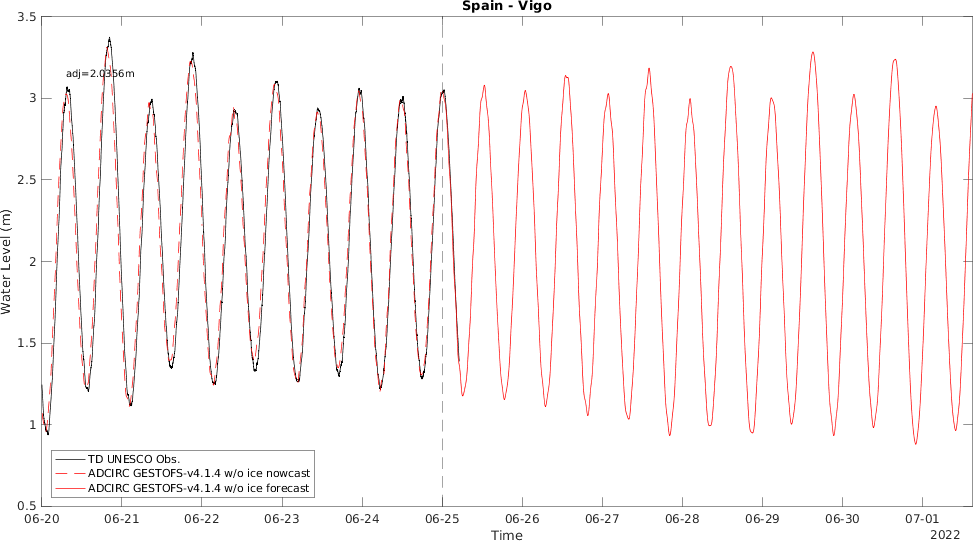 Spain - Vigo
adj=2.0356m
Water Level (m)
3.5
3
2.5
2
1.5
1
0.5
TD UNESCO Obs.
ADCIRC GESTOFS-v4.1.4 w/o ice nowcast
ADCIRC GESTOFS-v4.1.4 w/o ice forecast
06-20 06-21 06-22 06-23 06-24 06-25 06-26 06-27 06-28 06-29 06-30 07-01
Time
2022